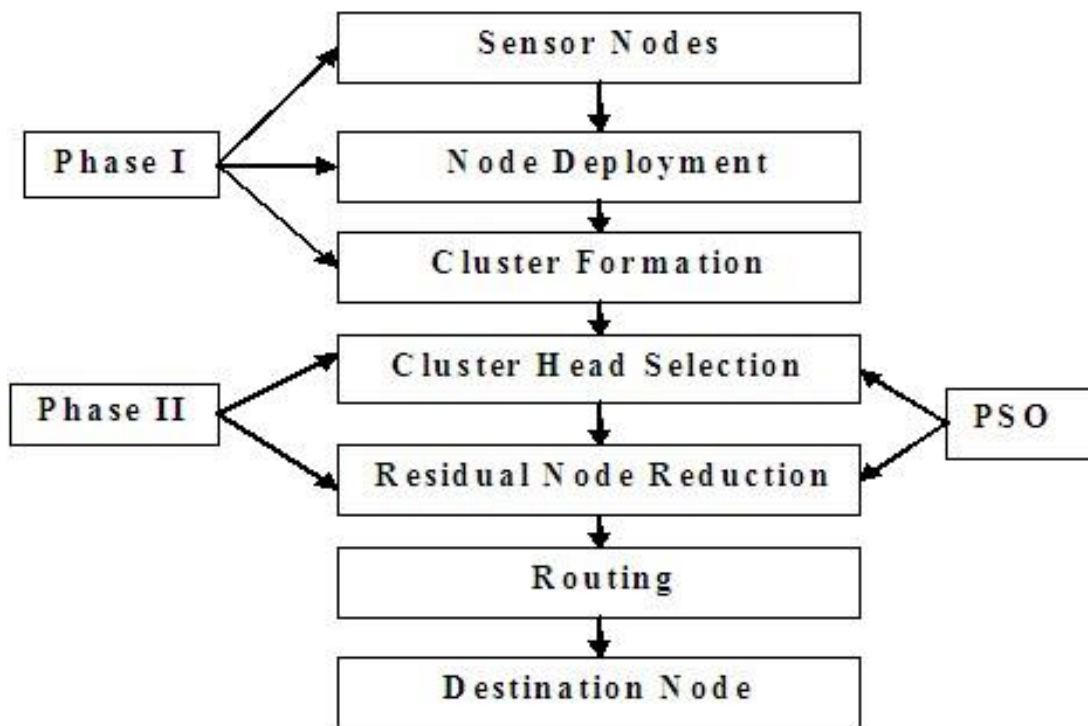 Sensor Nodes
Phase I
Node Deployment
Cluster Formation
Cluster Head Selection
Phase II
PSO
Residual Node Reduction
Routing
Destination Node